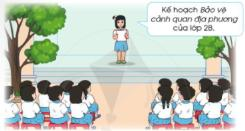 Kế hoạch Bảo vệ
cảnh quan địa phương
của lớp 2B.